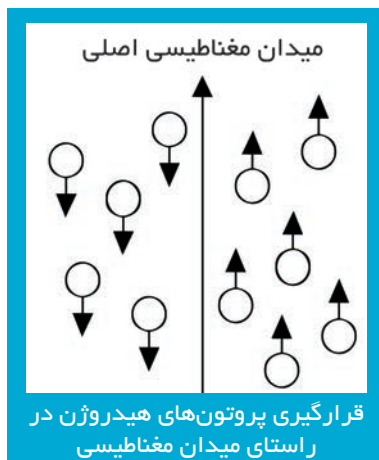 میدان مغناطیسی اصلی
قرارگیری پروتون‌های هیدروژن در
راستای میدان مغناطیسی